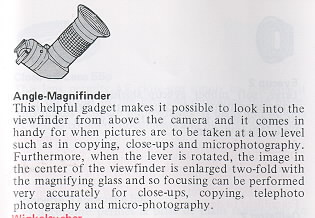 Angle-Magnifinder
This helpful gadget makes it possible to look into the
viewfinder from above the camera and it comes in
handy for when pictures are to be taken at a low level
such as in copying, close-ups and microphotography.
Furthermore, when the lever is rotated, the image in
the center of the viewfinder is enlarged two-fold with
the magnifying glass and so focusing can be performed
very accurately for close-ups, copying, telephoto
photography and micro-photography.